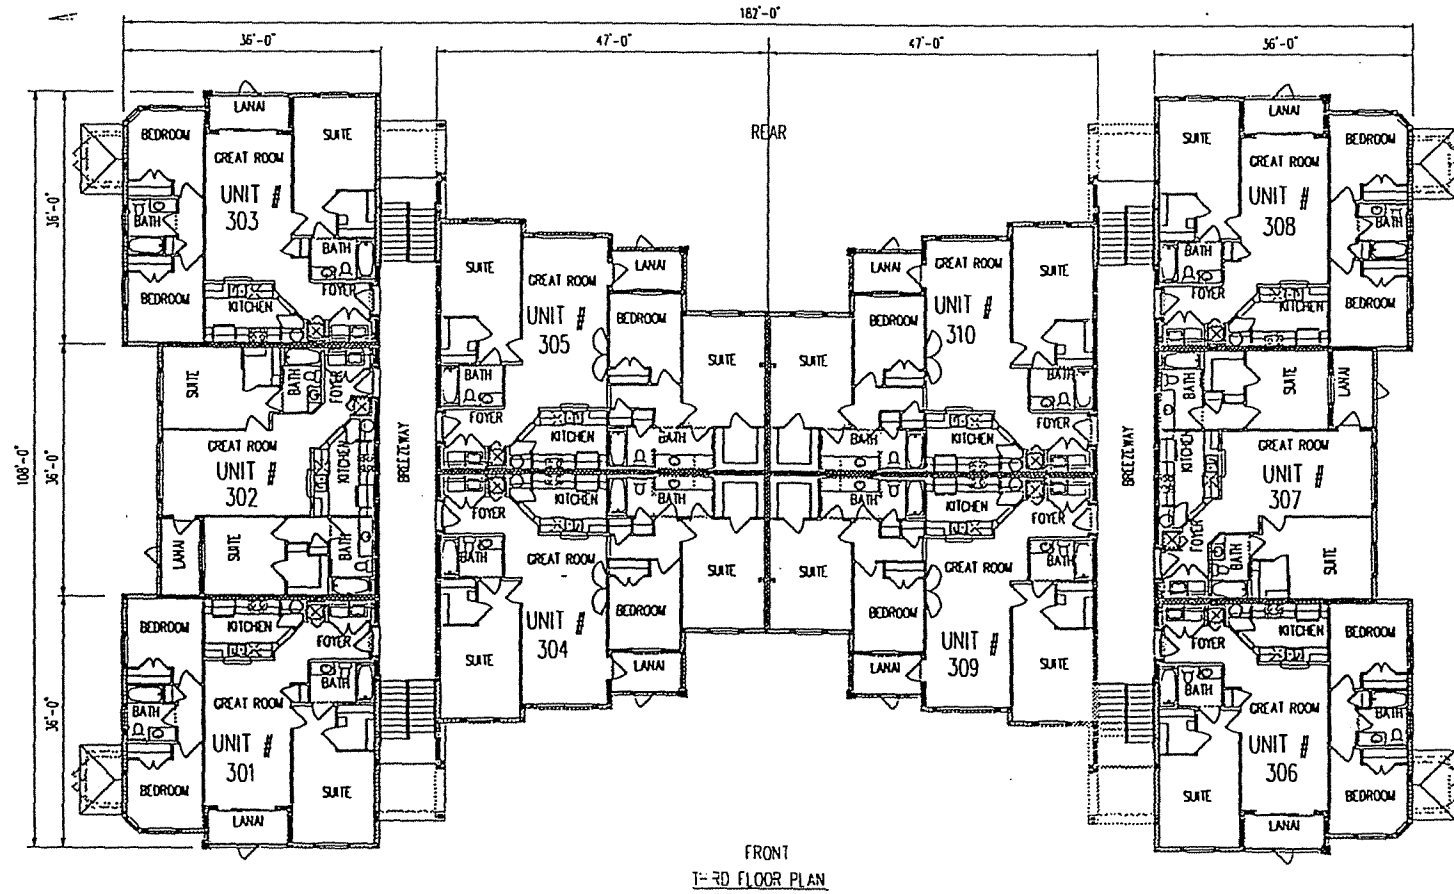 182'-0"
36'-0"
47'-0"
47'-0"
36'-0"
108'-0"
36'-0"
36'-0"
36'-0"
REAR
LANAI
BEDROOM
SUITE
GREAT ROOM
UNIT #
303
BATH
BATH
BEDROOM
KITCHEN
FOYER
SUITE
BATH
FOYER
GREAT ROOM
UNIT #
302
KITCHEN
LANAI
SUITE
BATH
BEDROOM
KITCHEN
FOYER
BATH
GREAT ROOM
BATH
UNIT #
301
BEDROOM
SUITE
LANAI
BREEZEWAY
SUITE
GREAT ROOM
LANAI
UNIT #
305
BEDROOM
SUITE
BATH
FOYER
KITCHEN
BATH
FOYER
KITCHEN
BATH
BATH
GREAT ROOM
SUITE
BEDROOM
UNIT #
304
SUITE
LANAI
LANAI
GREAT ROOM
SUITE
UNIT #
310
BEDROOM
SUITE
BATH
FOYER
KITCHEN
BATH
BATH
KITCHEN
FOYER
GREAT ROOM
BATH
SUITE
BEDROOM
UNIT #
309
LANAI
SUITE
BREEZEWAY
LANAI
SUITE
BEDROOM
GREAT ROOM
UNIT #
308
BATH
BATH
FOYER
KITCHEN
BEDROOM
BATH
SUITE
LANAI
KITCHEN
GREAT ROOM
UNIT #
307
FOYER
BATH
SUITE
FOYER
KITCHEN
BEDROOM
BATH
GREAT ROOM
BATH
UNIT #
306
SUITE
BEDROOM
LANAI
FRONT
FLOOR PLAN